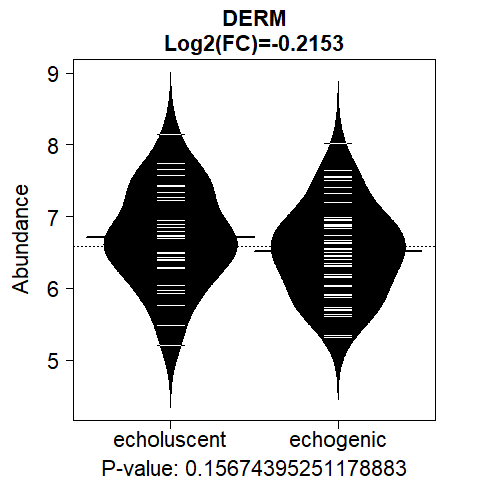 DERM
Log2(FC)=-0.2153
9
8
7
6
5
Abundance
echoluscent echogenic
P-value: 0.15674395251178883